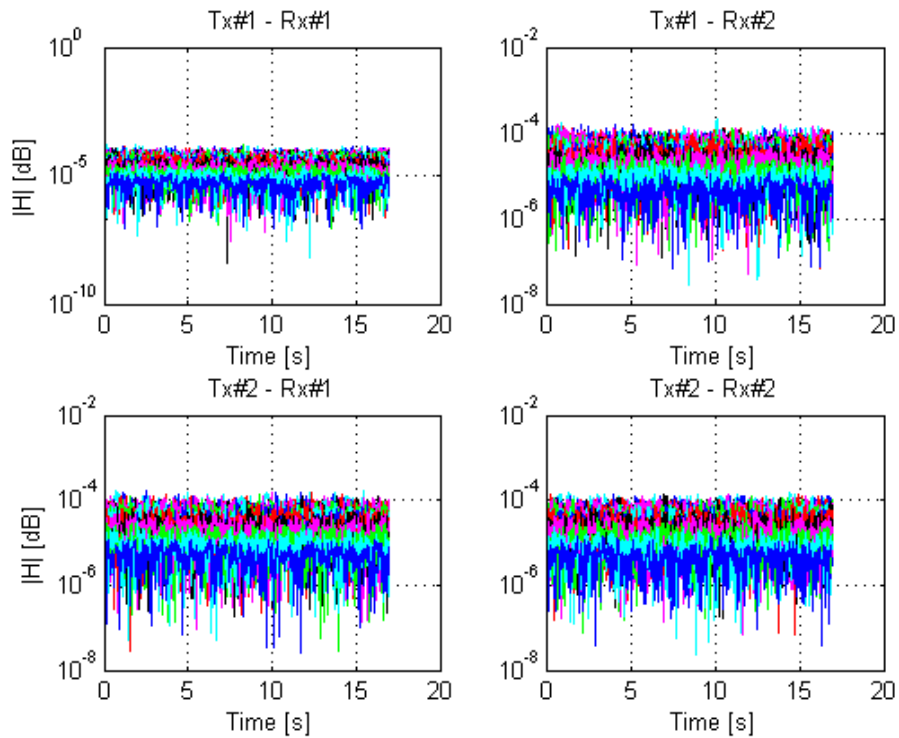 Tx#1 - Rx#1
Tx#1 - Rx#2
10^0
10^-5
10^-10
|H| [dB]
0 5 10 15 20
Time [s]
10^-2
10^-4
10^-6
10^-8
0 5 10 15 20
Time [s]
Tx#2 - Rx#1
Tx#2 - Rx#2
10^-2
10^-4
10^-6
10^-8
|H| [dB]
0 5 10 15 20
Time [s]
10^-2
10^-4
10^-6
10^-8
0 5 10 15 20
Time [s]